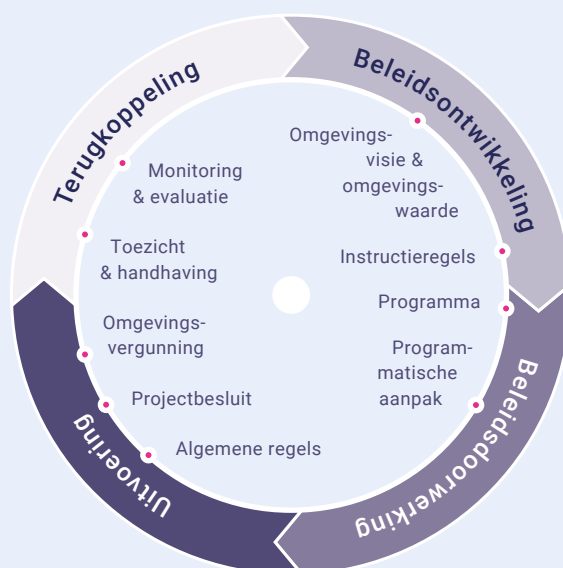 Beleidsontwikkeling
Omgevings-
visie &
omgevings-
waarde
Instructieregels
Beleidsdoorwerking
Programma
Program-
matische
aanpak
Uitvoering
Algemene regels
Projectbesluit
Omgevings-
vergunning
Terugkoppeling
Toezicht
& handhaving
Monitoring
& evaluatie